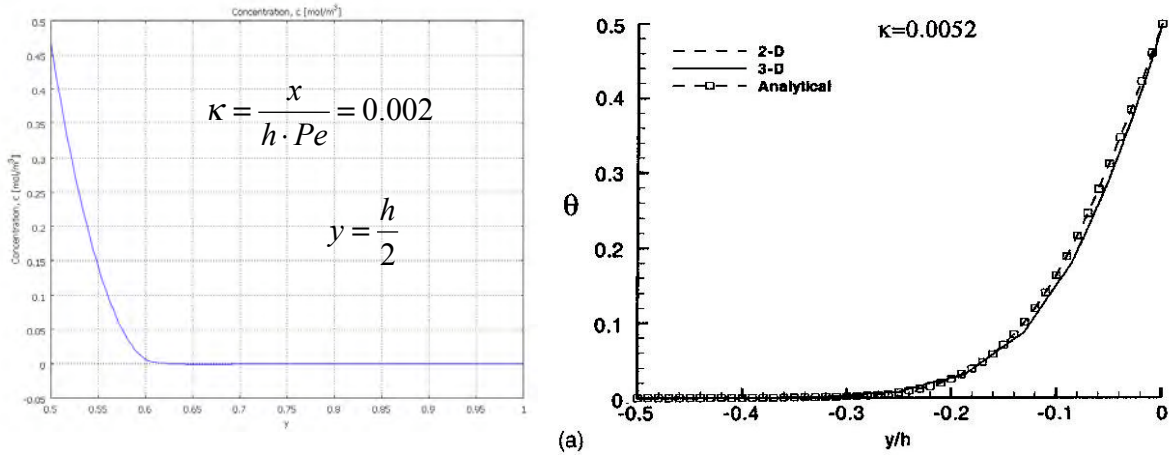 Concentration, c [mol/m³]
0.5
0.45
0.4
0.35
0.3
0.25
0.2
0.15
0.1
0.05
0
-0.05
Concentration, c [mol/m³]
κ = x / h · Pe = 0.002
y = h / 2
0.5 0.55 0.6 0.65 0.7 0.75 0.8 0.85 0.9 0.95 1
y
κ=0.0052
2-D
3-D
Analytical
0.5
0.4
0.3
θ
0.2
0.1
0
-0.5 -0.4 -0.3 -0.2 -0.1 0
y/h
(a)